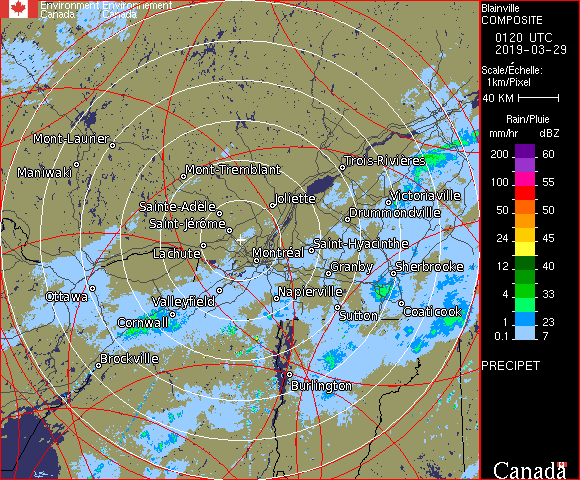 Environment Environnement
Canada Canada
Mont-Laurier
Maniwaki
Mont-Tremblant
Trois-Rivières
Joliette
Victoriaville
Drummondville
Sainte-Adèle
Saint-Jérôme
Lachute
Montréal
Saint-Hyacinthe
Granby
Sherbrooke
Ottawa
Valleyfield
Napierville
Cornwall
Sutton
Coaticook
Brockville
Burlington
Blainville
COMPOSITE
0120 UTC
2019-03-29
Scale/Échelle:
1km/Pixel
40 KM
Rain/Pluie
mm/hr dBZ
200 60
100 55
50 50
24 45
12 40
4 33
1 23
0.1 7
PRECIPET
Canada